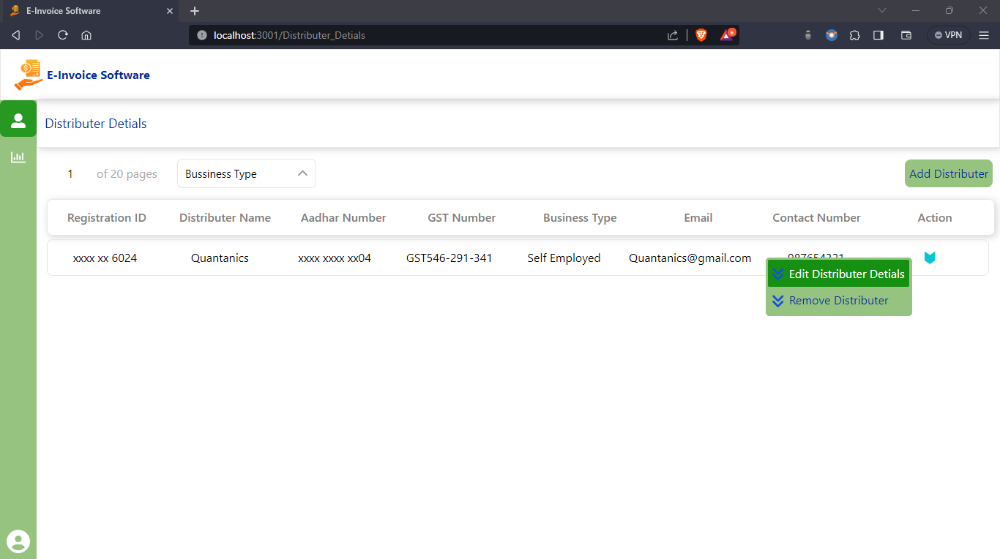 E-Invoice Software
localhost:3001/Distributer_Detials
6
VPN
E-Invoice Software
Distributer Detials
1 of 20 pages Bussiness Type Add Distributer
Registration ID Distributer Name Aadhar Number GST Number Business Type Email Contact Number Action
xxxx xx 6024 Quantanics xxxx xxxx xx04 GST546-291-341 Self Employed Quantanics@gmail.com 987654321
Edit Distributer Detials
Remove Distributer